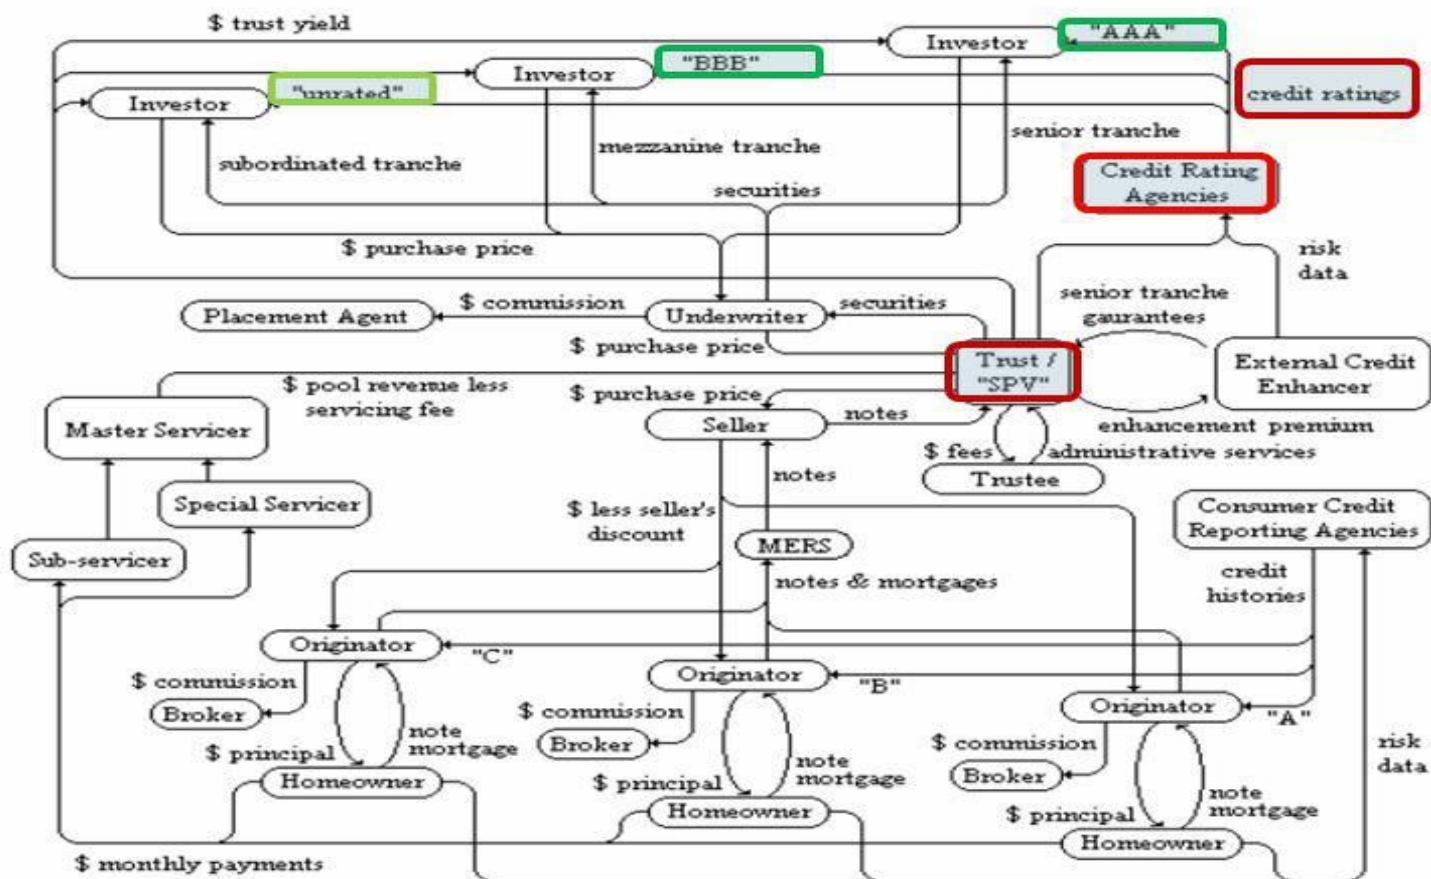 $ trust yield
Investor
"AAA"
Investor
"BBB"
Investor
"unrated"
credit ratings
senior tranche
mezzanine tranche
subordinated tranche
securities
Credit Rating
Agencies
$ purchase price
risk
data
$ commission
securities
senior tranche
gaurantees
Placement Agent
Underwriter
$ purchase price
Trust /
"SPV"
External Credit
Enhancer
$ pool revenue less
servicing fee
$ purchase price
Master Servicer
Seller
notes
enhancement premium
$ fees
administrative services
Trustee
notes
Special Servicer
$ less seller's
discount
Consumer Credit
Reporting Agencies
MERS
Sub-servicer
notes & mortgages
credit
histories
Originator
"C"
Originator
"B"
Originator
"A"
$ commission
Broker
note
mortgage
$ principal
Homeowner
$ commission
Broker
note
mortgage
$ principal
Homeowner
$ commission
Broker
note
mortgage
$ principal
Homeowner
risk
data
$ monthly payments